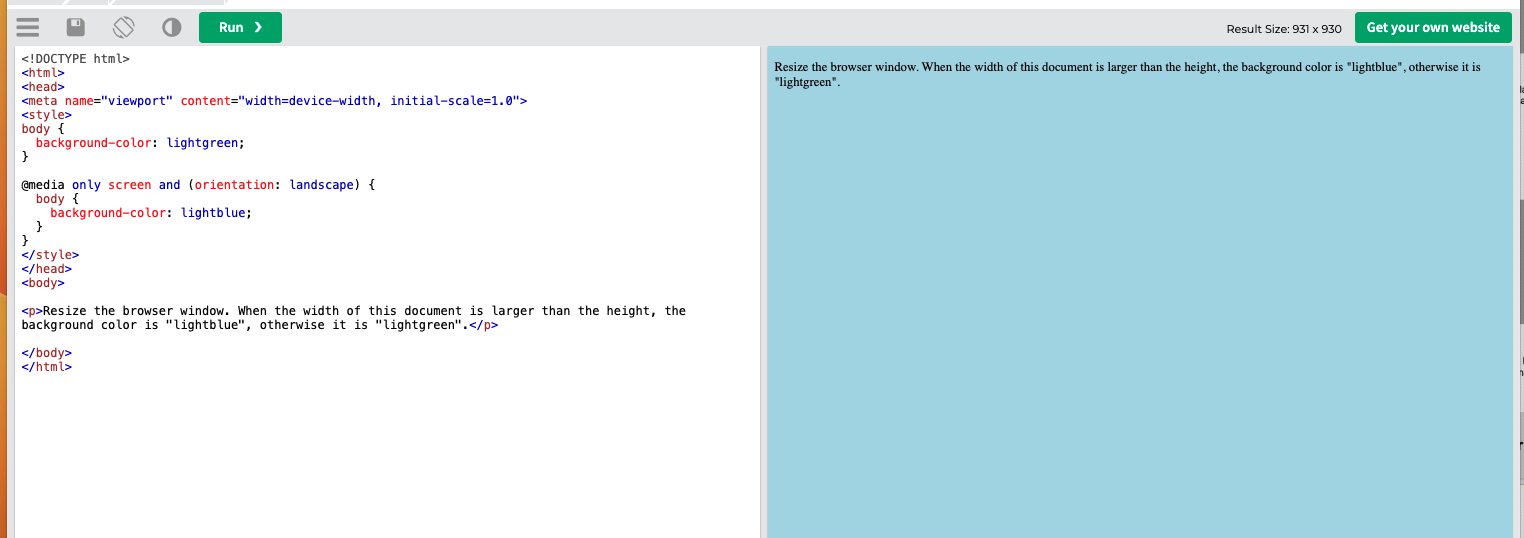 Run ❯
Result Size: 931 x 930
Get your own website
<!DOCTYPE html>
<html>
<head>
<meta name="viewport" content="width=device-width, initial-scale=1.0">
<style>
body {
  background-color: lightgreen;
}

@media only screen and (orientation: landscape) {
  body {
    background-color: lightblue;
  }
}
</style>
</head>
<body>

<p>Resize the browser window. When the width of this document is larger than the height, the
background color is "lightblue", otherwise it is "lightgreen".</p>

</body>
</html>
Resize the browser window. When the width of this document is larger than the height, the background color is "lightblue", otherwise it is
"lightgreen".